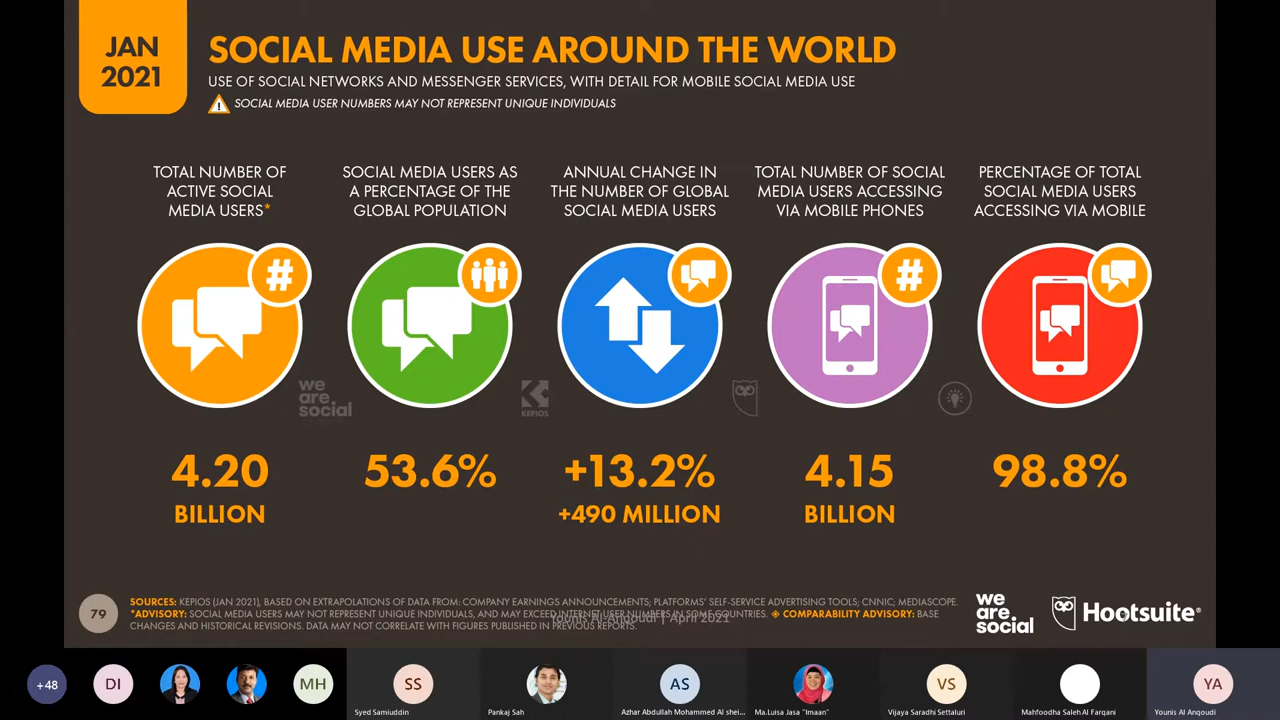 JAN
2021
SOCIAL MEDIA USE AROUND THE WORLD
USE OF SOCIAL NETWORKS AND MESSENGER SERVICES, WITH DETAIL FOR MOBILE SOCIAL MEDIA USE
SOCIAL MEDIA USER NUMBERS MAY NOT REPRESENT UNIQUE INDIVIDUALS
TOTAL NUMBER OF
ACTIVE SOCIAL
MEDIA USERS*
SOCIAL MEDIA USERS AS
A PERCENTAGE OF THE
GLOBAL POPULATION
ANNUAL CHANGE IN
THE NUMBER OF GLOBAL
SOCIAL MEDIA USERS
TOTAL NUMBER OF SOCIAL
MEDIA USERS ACCESSING
VIA MOBILE PHONES
PERCENTAGE OF TOTAL
SOCIAL MEDIA USERS
ACCESSING VIA MOBILE
#
#
we
are
social
KEPIOS
4.20
BILLION
53.6%
+13.2%
+490 MILLION
4.15
BILLION
98.8%
79
SOURCES: KEPIOS (JAN 2021), BASED ON EXTRAPOLATIONS OF DATA FROM: COMPANY EARNINGS ANNOUNCEMENTS; PLATFORMS' SELF-SERVICE ADVERTISING TOOLS; CNNIC; MEDIASCOPE.
*ADVISORY: SOCIAL MEDIA USERS MAY NOT REPRESENT UNIQUE INDIVIDUALS, AND MAY EXCEED INTERNET USER NUMBERS IN SOME COUNTRIES. ◈ COMPARABILITY ADVISORY: BASE
CHANGES AND HISTORICAL REVISIONS. DATA MAY NOT CORRELATE WITH FIGURES PUBLISHED IN PREVIOUS REPORTS.
Younis Al-Anqoudi | April 2021
we
are
social
Hootsuite®
+48
DI
MH
SS
AS
VS
YA
Syed Samiuddin
Pankaj Sah
Azhar Abdullah Mohammed Al shei...
Ma.Luisa Jasa "Imaan"
Vijaya Saradhi Settaluri
Mahfoodha Saleh Al Farqani
Younis Al Anqoudi